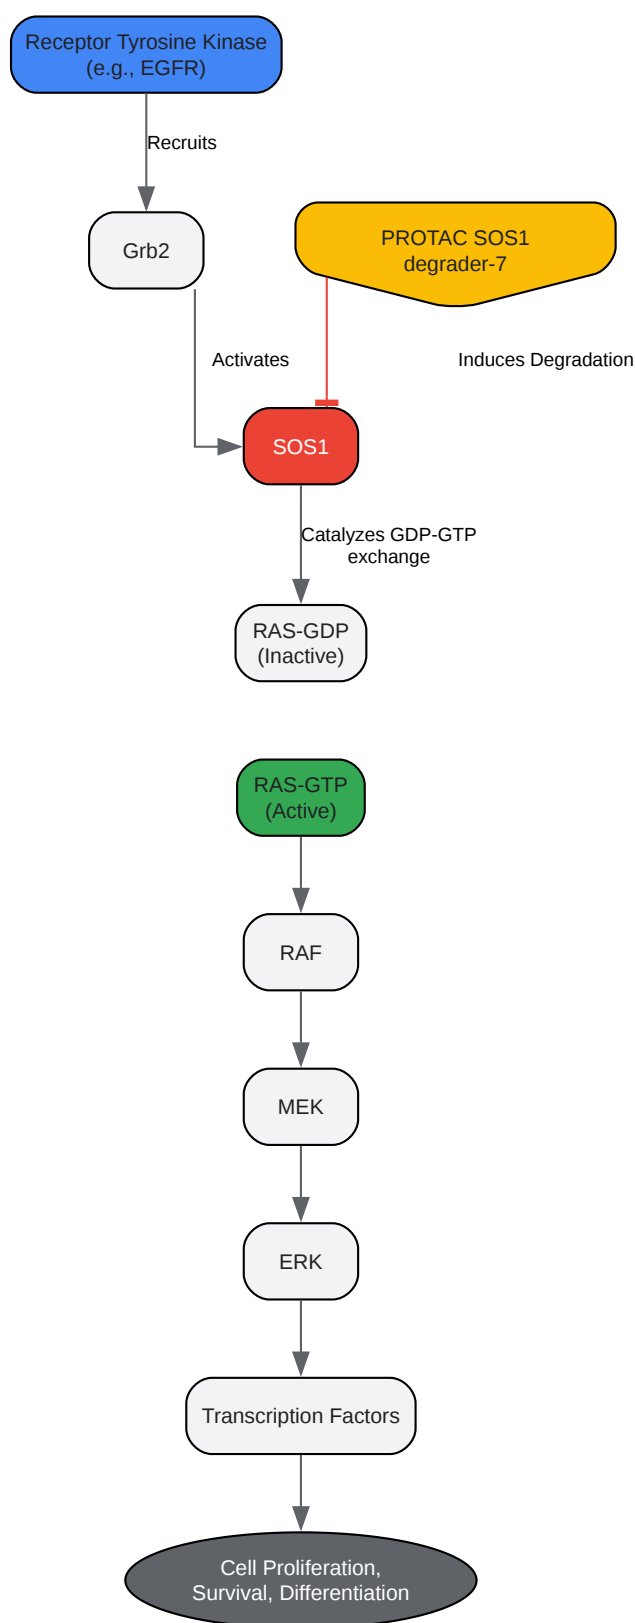 Receptor Tyrosine Kinase
(e.g., EGFR)
Recruits
Grb2
PROTAC SOS1
degrader-7
Activates
Induces Degradation
SOS1
Catalyzes GDP-GTP
exchange
RAS-GDP
(Inactive)
RAS-GTP
(Active)
RAF
MEK
ERK
Transcription Factors
Cell Proliferation,
Survival, Differentiation